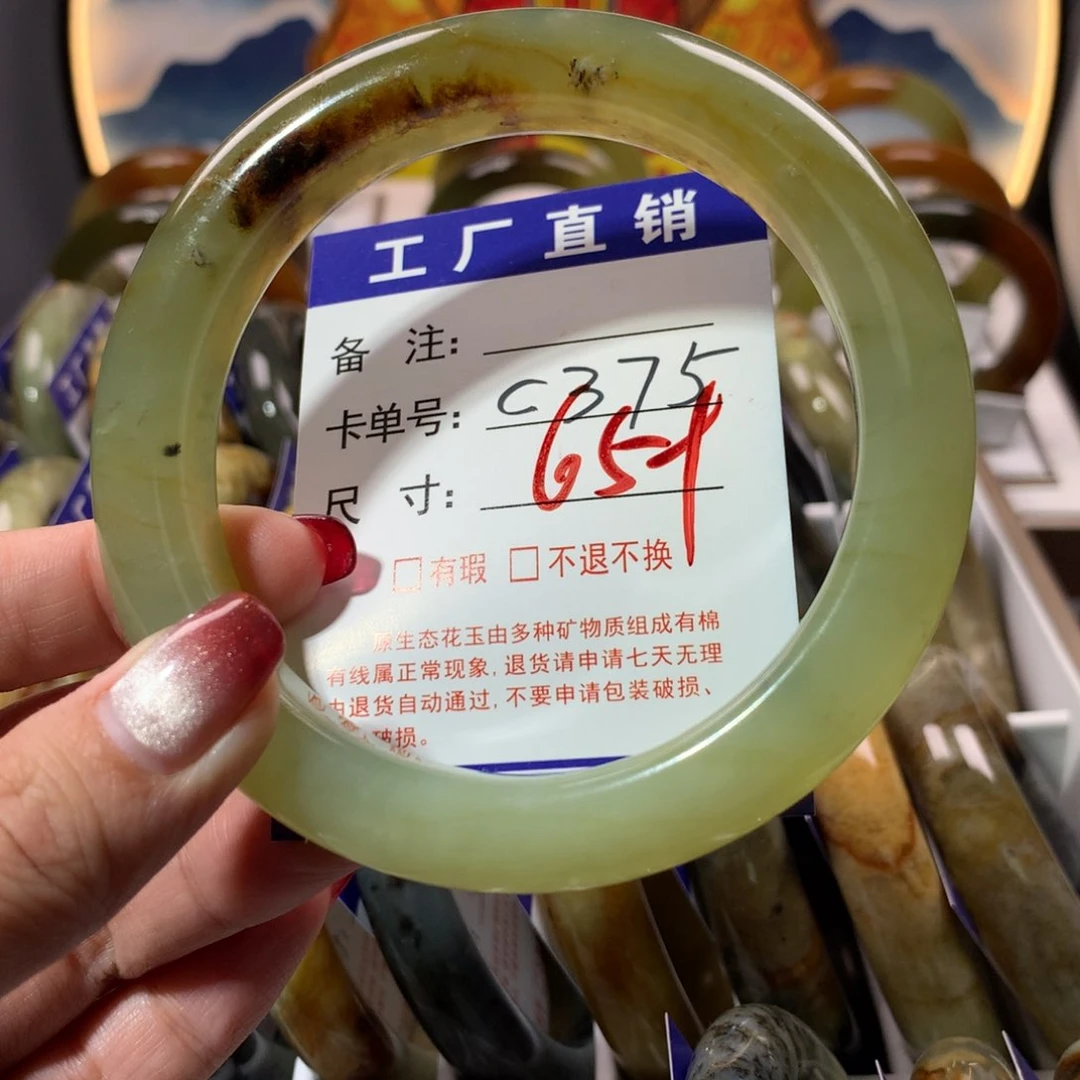 工厂直销
备 注:
卡单号: C375
尺 寸:
□有瑕 □不退不换
原生态花玉由多种矿物质组成有棉
有线属正常现象,退货请申请七天无理
由退货自动通过,不要申请包装破损、
破损。